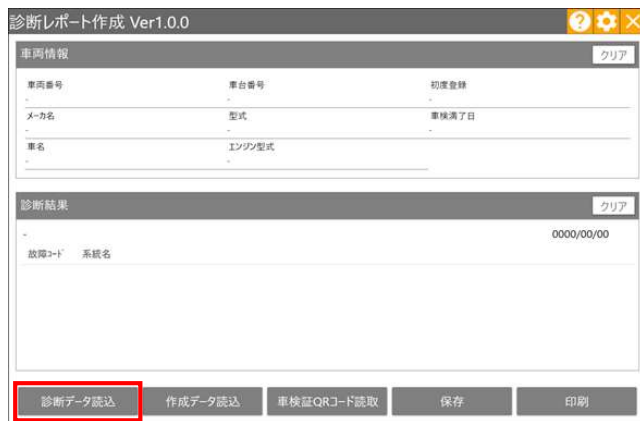 診断レポート作成 Ver1.0.0
車両情報 クリア
車両番号 車台番号 初度登録
- - -
メーカ名 型式 車検満了日
- - -
車名 エンジン型式
- -
診断結果 クリア
- 0000/00/00
故障コード 系統名
診断データ読込 作成データ読込 車検証QRコード読取 保存 印刷